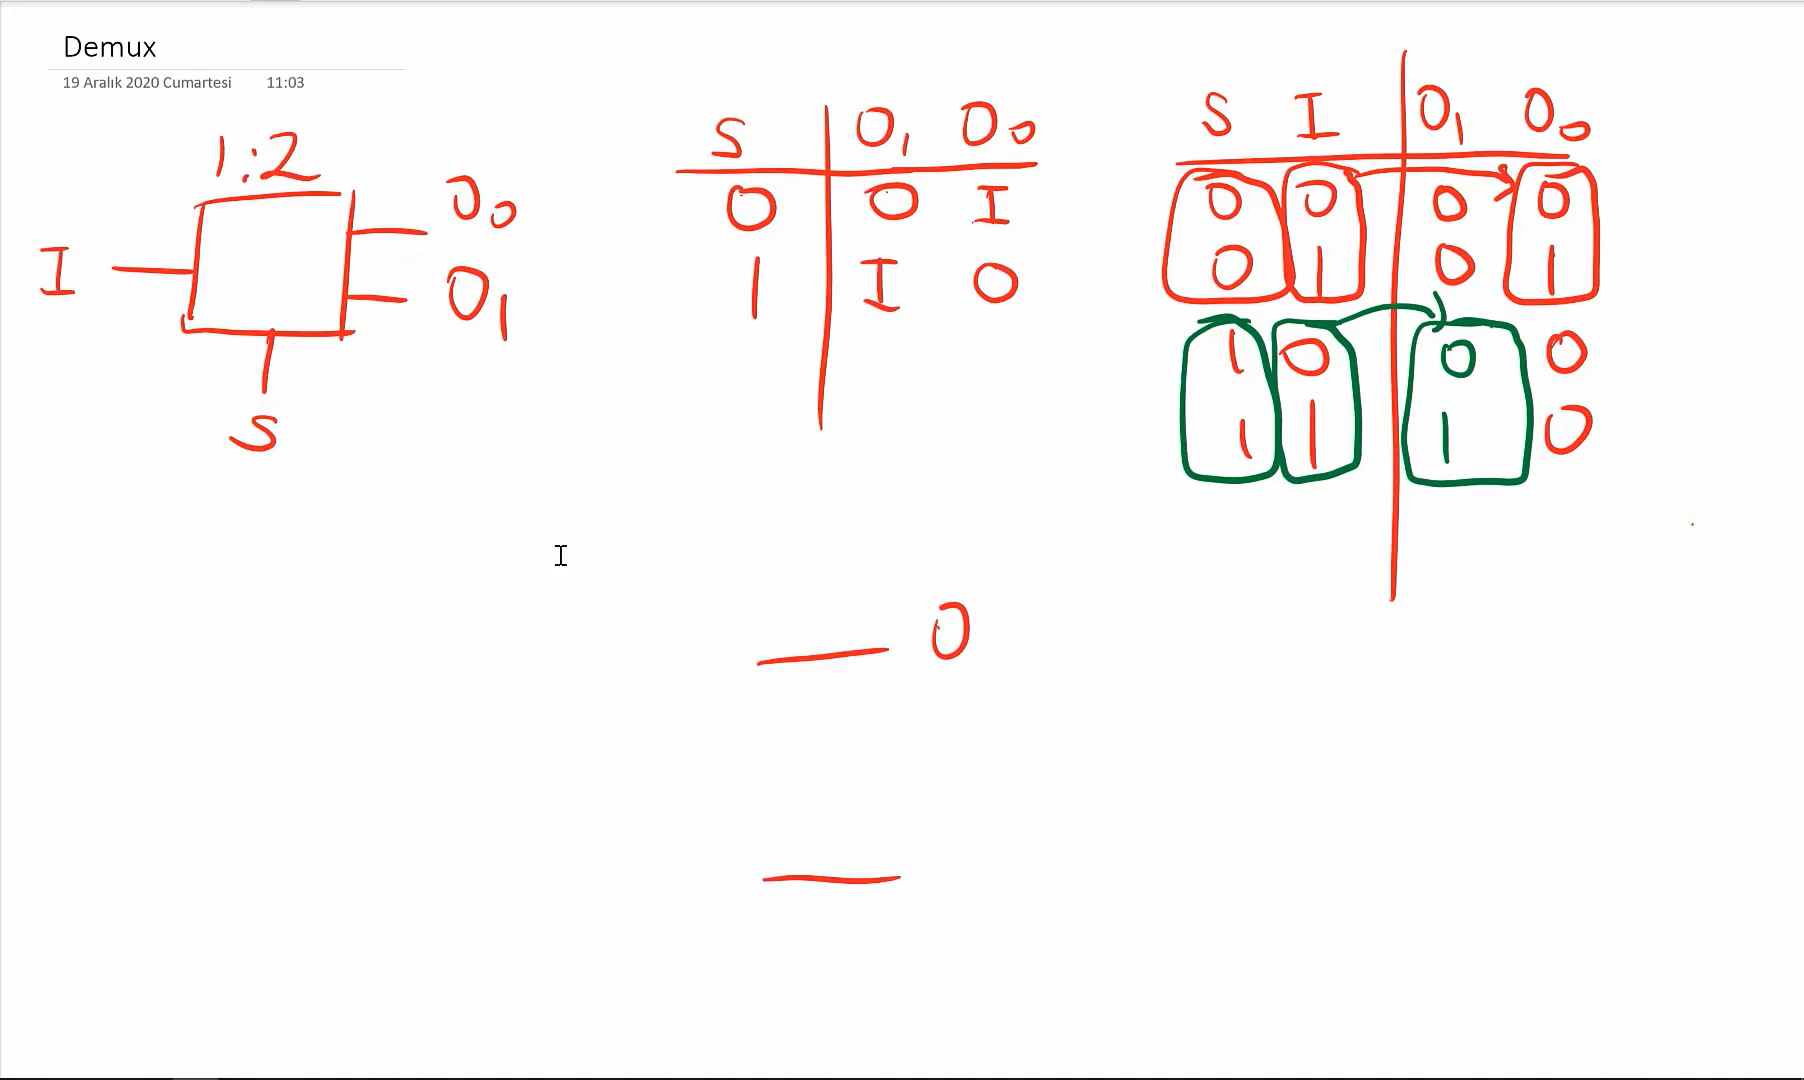 Demux
19 Aralık 2020 Cumartesi 11:03
1:2
I
O₀
O₁
S
S O₁ O₀
0 0 I
1 I 0
S I O₁ O₀
0 0 0 0
0 1 0 1
1 0 0 0
1 1 1 0
0